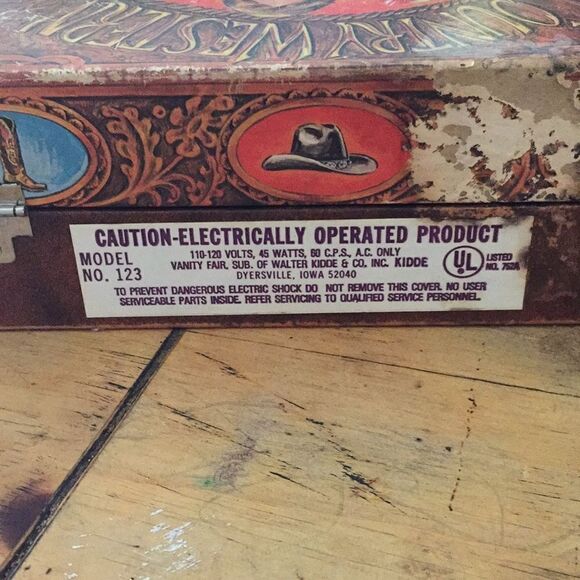 COUNTRY WESTERN
CAUTION-ELECTRICALLY OPERATED PRODUCT
MODEL
NO. 123
110-120 VOLTS, 45 WATTS, 60 C.P.S., A.C. ONLY
VANITY FAIR, SUB. OF WALTER KIDDE & CO. INC. KIDDE
DYERSVILLE, IOWA 52040
UL LISTED
NO. 752A
TO PREVENT DANGEROUS ELECTRIC SHOCK DO NOT REMOVE THIS COVER. NO USER
SERVICEABLE PARTS INSIDE. REFER SERVICING TO QUALIFIED SERVICE PERSONNEL.